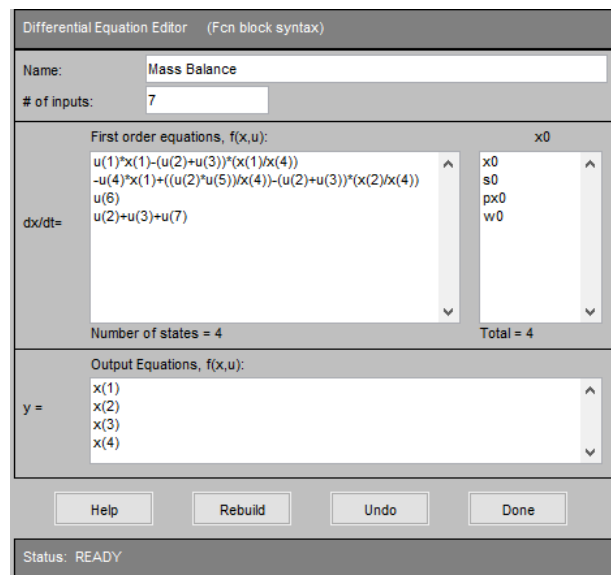 Differential Equation Editor (Fcn block syntax)
Name: Mass Balance
# of inputs: 7
First order equations, f(x,u): x0
dx/dt=
u(1)*x(1)-(u(2)+u(3))*(x(1)/x(4)) x0
-u(4)*x(1)+((u(2)*u(5))/x(4))-(u(2)+u(3))*(x(2)/x(4)) s0
u(6) px0
u(2)+u(3)+u(7) w0
Number of states = 4 Total = 4
Output Equations, f(x,u):
y =
x(1)
x(2)
x(3)
x(4)
Help Rebuild Undo Done
Status: READY